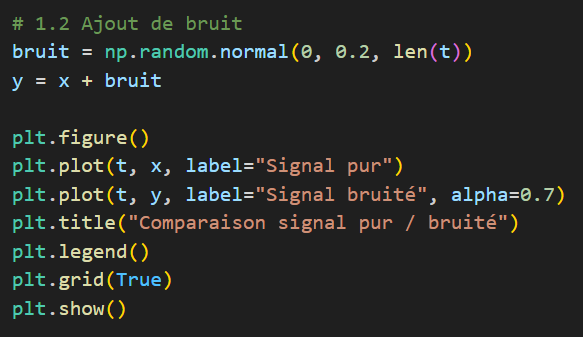 # 1.2 Ajout de bruit
bruit = np.random.normal(0, 0.2, len(t))
y = x + bruit
plt.figure()
plt.plot(t, x, label="Signal pur")
plt.plot(t, y, label="Signal bruité", alpha=0.7)
plt.title("Comparaison signal pur / bruité")
plt.legend()
plt.grid(True)
plt.show()